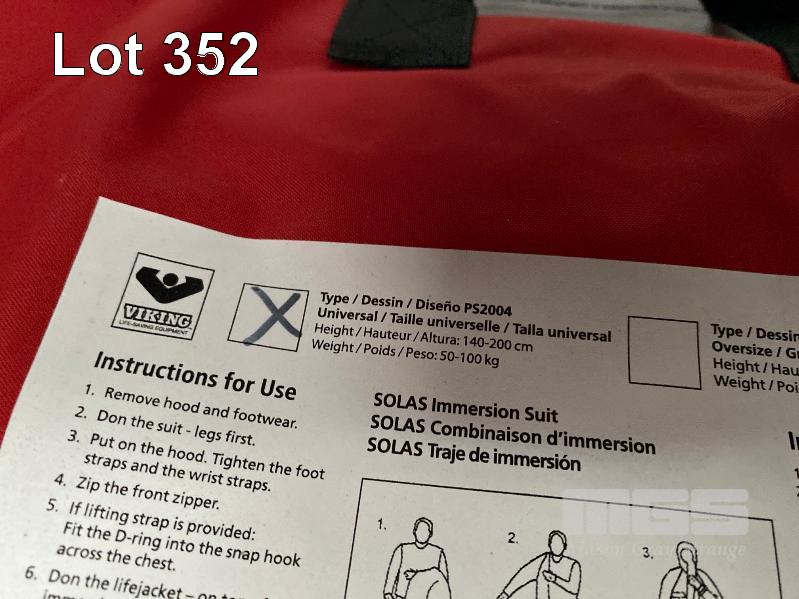 Lot 352
VIKING
LIFE-SAVING EQUIPMENT
Type / Dessin / Diseño PS2004
Universal / Taille universelle / Talla universal
Height / Hauteur / Altura: 140-200 cm
Weight / Poids / Peso: 50-100 kg
Type / Dessin
Oversize / G
Height / Hau
Weight / Poi
Instructions for Use
1. Remove hood and footwear.
2. Don the suit - legs first.
3. Put on the hood. Tighten the foot
straps and the wrist straps.
4. Zip the front zipper.
5. If lifting strap is provided:
Fit the D-ring into the snap hook
across the chest.
6. Don the lifejacket – on
SOLAS Immersion Suit
SOLAS Combinaison d'immersion
SOLAS Traje de inmersión
1.
2.
3.
MGS